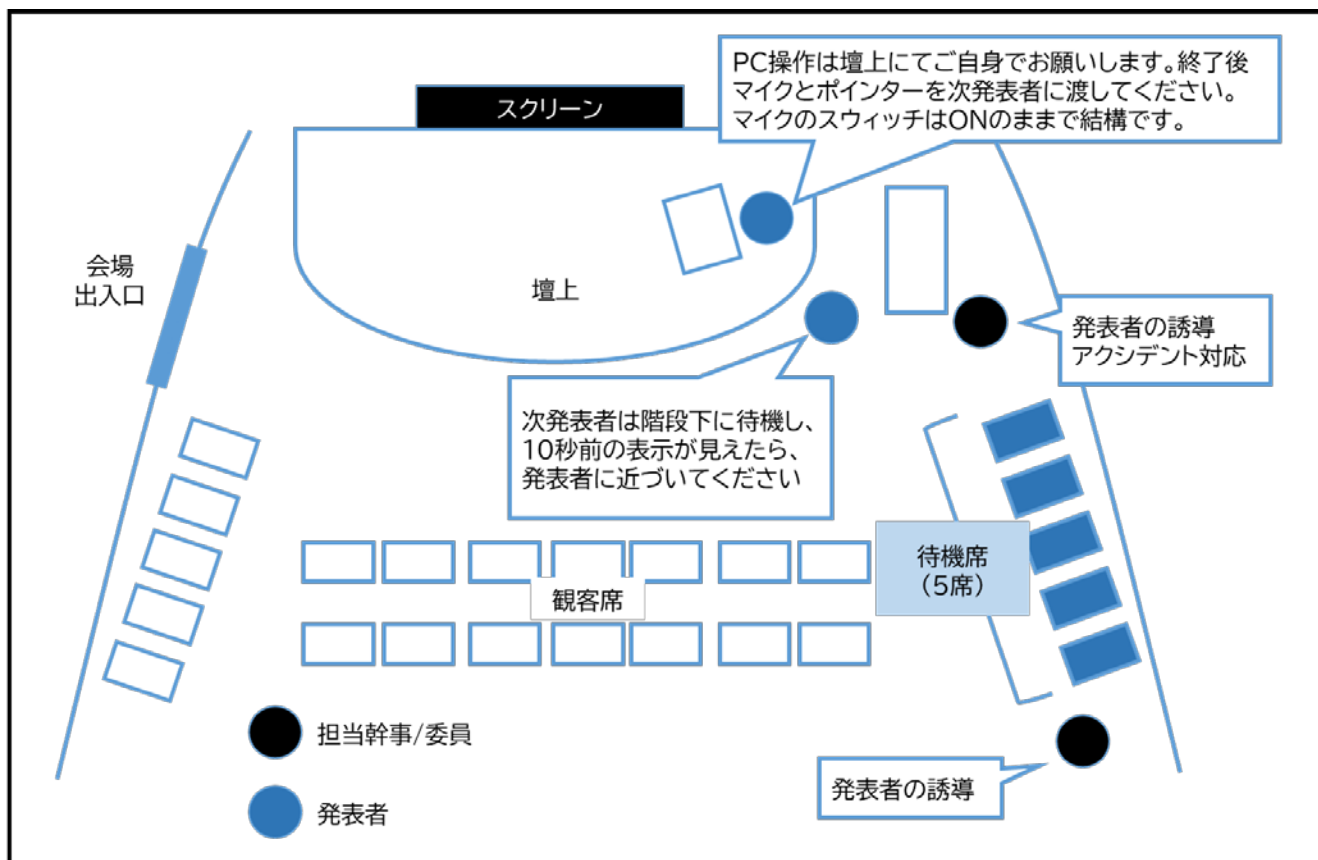 PC操作は壇上にてご自身でお願いします。終了後
マイクとポインターを次発表者に渡してください。
マイクのスウィッチはONのままで結構です。
スクリーン
会場
出入口
壇上
発表者の誘導
アクシデント対応
次発表者は階段下に待機し、
10秒前の表示が見えたら、
発表者に近づいてください
待機席
（5席）
観客席
担当幹事/委員
発表者の誘導
発表者